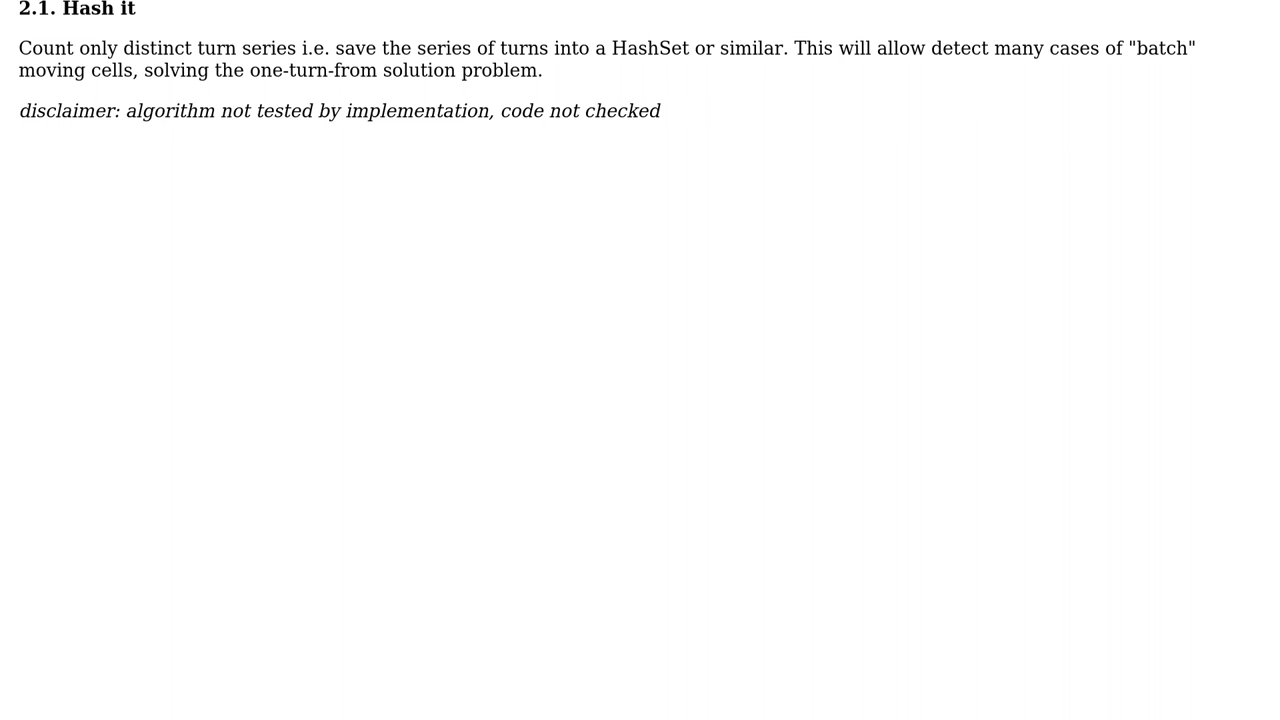 2.1. Hash it
Count only distinct turn series i.e. save the series of turns into a HashSet or similar. This will allow detect many cases of "batch"
moving cells, solving the one-turn-from solution problem.
disclaimer: algorithm not tested by implementation, code not checked